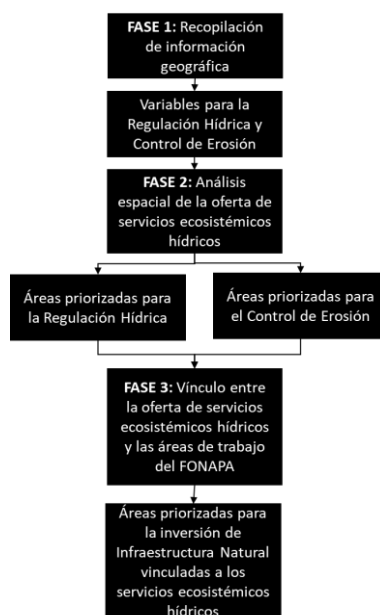 FASE 1: Recopilación
de información
geográfica
Variables para la
Regulación Hídrica y
Control de Erosión
FASE 2: Análisis
espacial de la oferta de
servicios ecosistémicos
hídricos
Áreas priorizadas para
la Regulación Hídrica
Áreas priorizadas para
el Control de Erosión
FASE 3: Vínculo entre
la oferta de servicios
ecosistémicos hídricos
y las áreas de trabajo
del FONAPA
Áreas priorizadas para
la inversión de
Infraestructura Natural
vinculadas a los
servicios ecosistémicos
hídricos